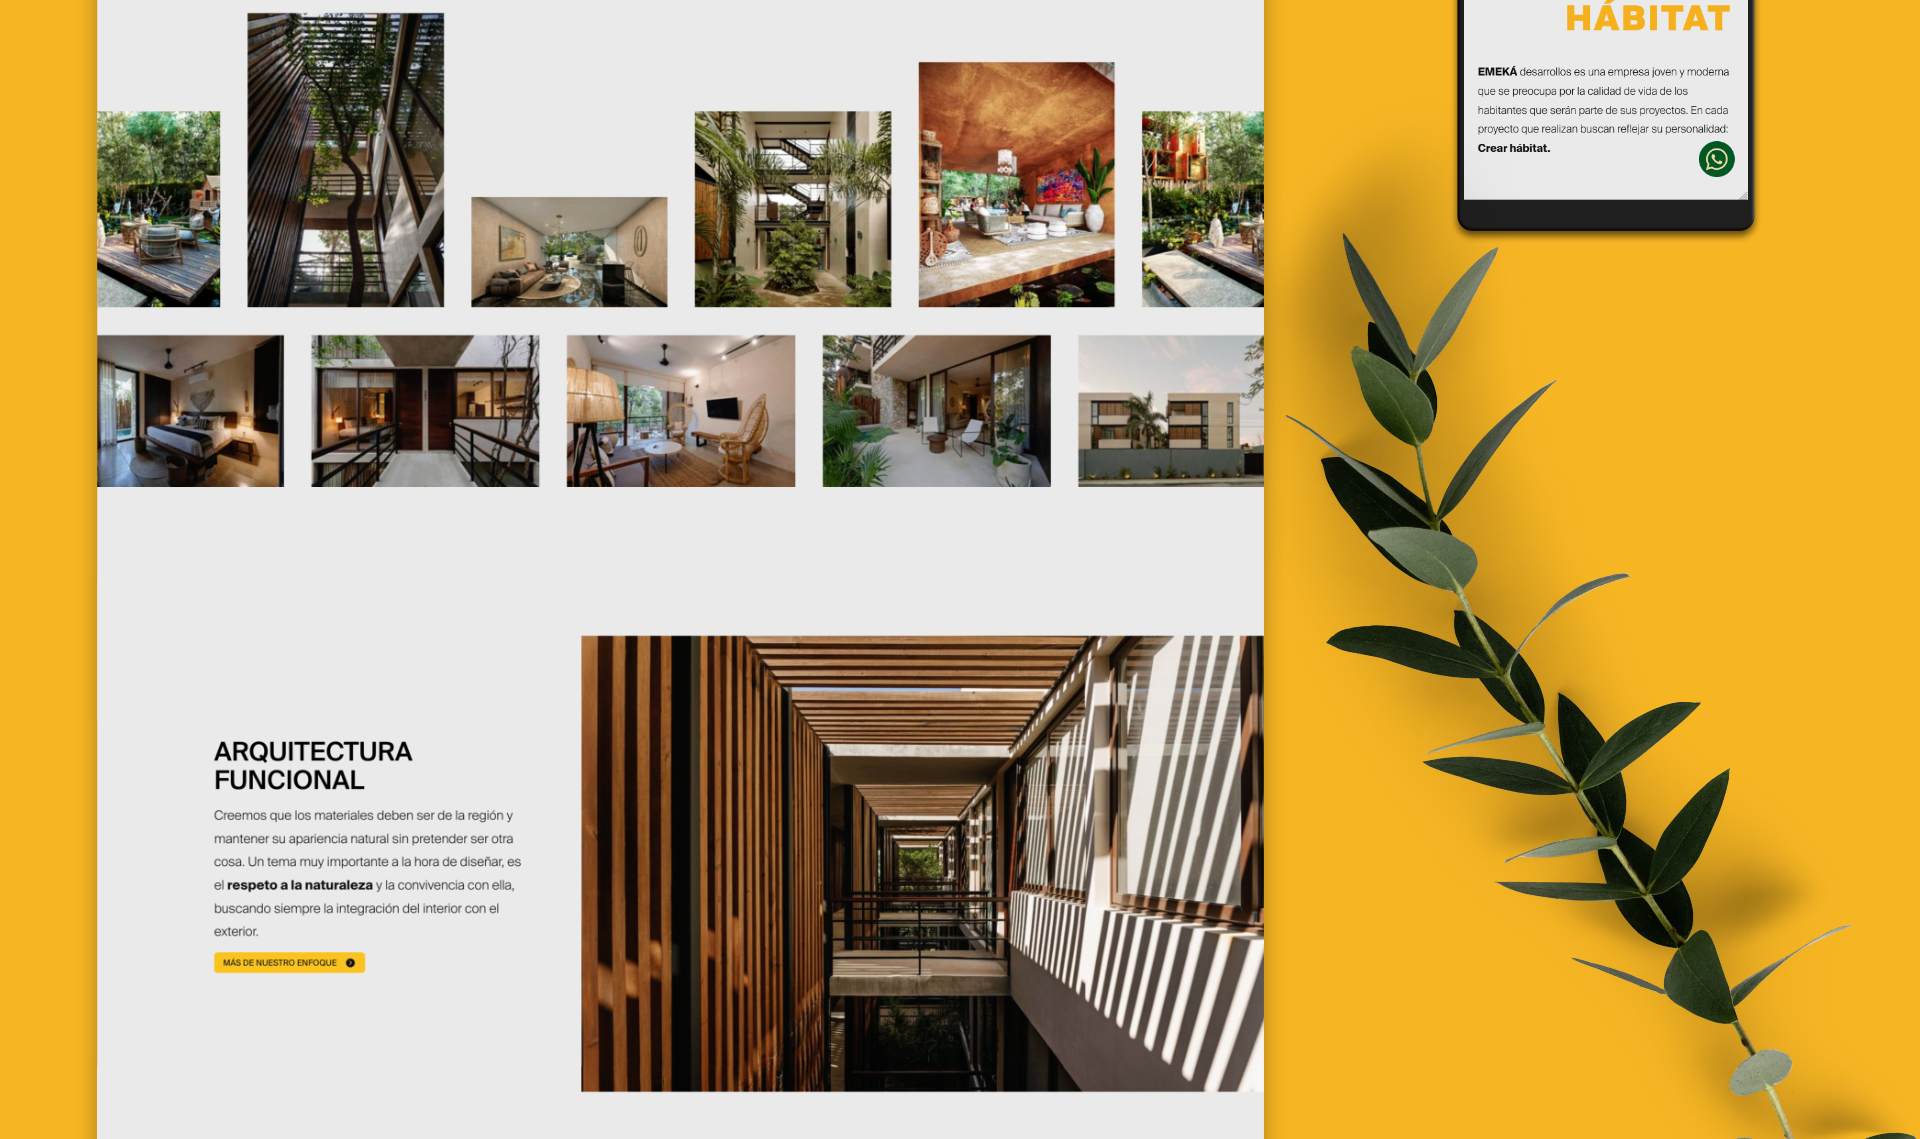 HÁBITAT
EMEKÁ desarrollos es una empresa joven y moderna
que se preocupa por la calidad de vida de los
habitantes que serán parte de sus proyectos. En cada
proyecto que realizan buscan reflejar su personalidad:
Crear hábitat.
ARQUITECTURA
FUNCIONAL
Creemos que los materiales deben ser de la región y
mantener su apariencia natural sin pretender ser otra
cosa. Un tema muy importante a la hora de diseñar, es
el respeto a la naturaleza y la convivencia con ella,
buscando siempre la integración del interior con el
exterior.
MÁS DE NUESTRO ENFOQUE